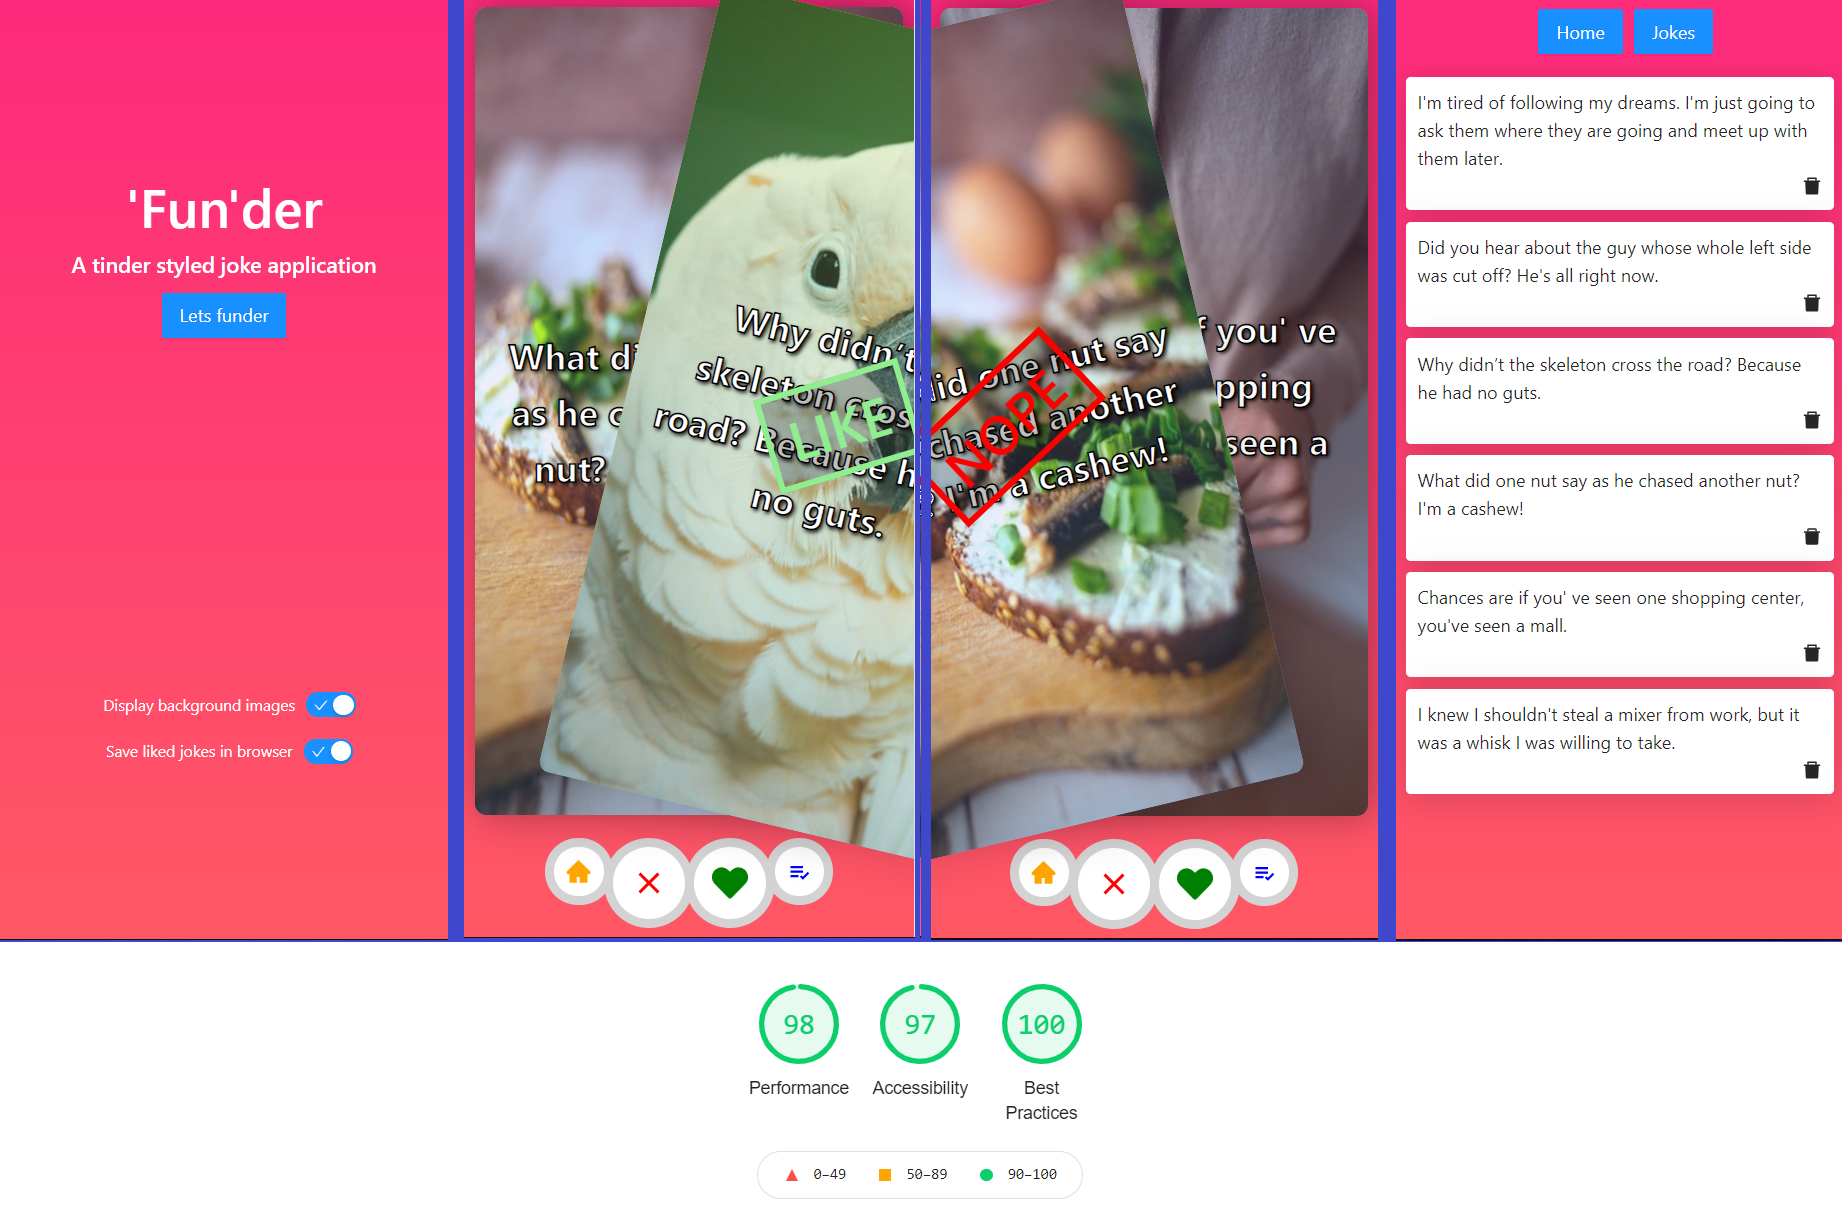 'Fun'der
A tinder styled joke application
Lets funder
Display background images
Save liked jokes in browser
What di
as he c
nut?
Why didn't
skeleton cros
road? Because h
no guts.
LIKE
did one nut say
chased another
I'm a cashew!
NOPE
f you' ve
pping
seen a
Home
Jokes
I'm tired of following my dreams. I'm just going to
ask them where they are going and meet up with
them later.
Did you hear about the guy whose whole left side
was cut off? He's all right now.
Why didn’t the skeleton cross the road? Because
he had no guts.
What did one nut say as he chased another nut?
I'm a cashew!
Chances are if you' ve seen one shopping center,
you've seen a mall.
I knew I shouldn't steal a mixer from work, but it
was a whisk I was willing to take.
98
97
100
Performance
Accessibility
Best
Practices
0–49
50–89
90–100